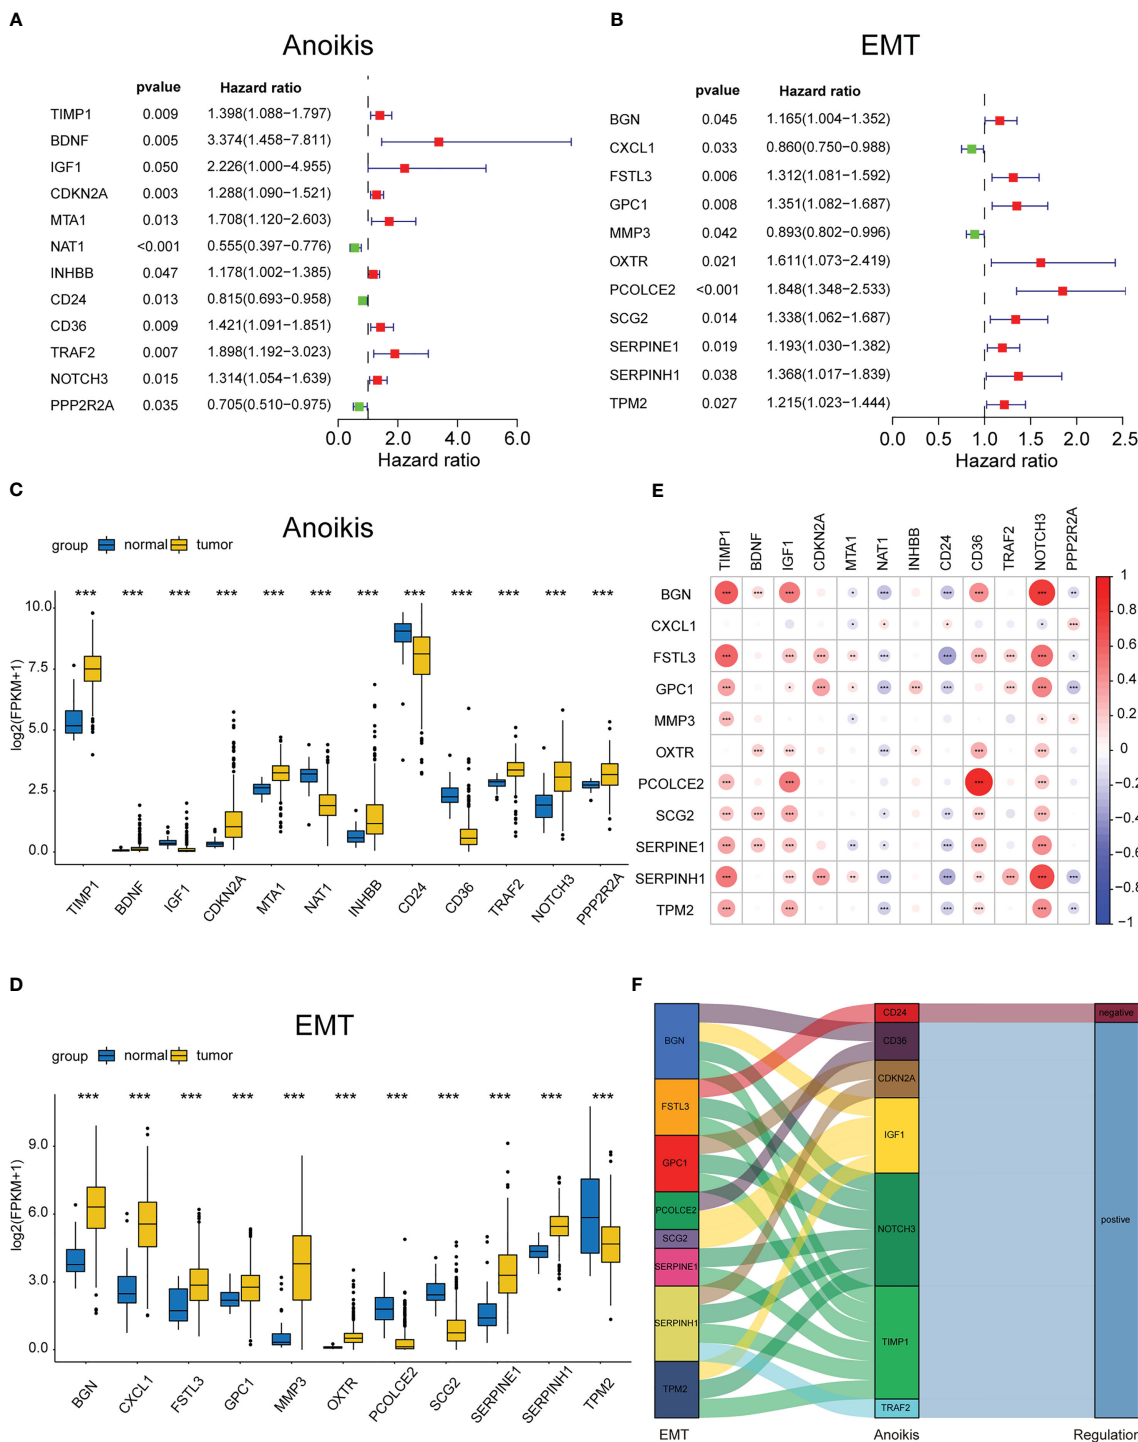 A
Anoikis
pvalue Hazard ratio
TIMP1 0.009 1.398(1.088−1.797)
BDNF 0.005 3.374(1.458−7.811)
IGF1 0.050 2.226(1.000−4.955)
CDKN2A 0.003 1.288(1.090−1.521)
MTA1 0.013 1.708(1.120−2.603)
NAT1 <0.001 0.555(0.397−0.776)
INHBB 0.047 1.178(1.002−1.385)
CD24 0.013 0.815(0.693−0.958)
CD36 0.009 1.421(1.091−1.851)
TRAF2 0.007 1.898(1.192−3.023)
NOTCH3 0.015 1.314(1.054−1.639)
PPP2R2A 0.035 0.705(0.510−0.975)
0.0 2.0 4.0 6.0
Hazard ratio
B
EMT
pvalue Hazard ratio
BGN 0.045 1.165(1.004−1.352)
CXCL1 0.033 0.860(0.750−0.988)
FSTL3 0.006 1.312(1.081−1.592)
GPC1 0.008 1.351(1.082−1.687)
MMP3 0.042 0.893(0.802−0.996)
OXTR 0.021 1.611(1.073−2.419)
PCOLCE2 <0.001 1.848(1.348−2.533)
SCG2 0.014 1.338(1.062−1.687)
SERPINE1 0.019 1.193(1.030−1.382)
SERPINH1 0.038 1.368(1.017−1.839)
TPM2 0.027 1.215(1.023−1.444)
0.0 0.5 1.0 1.5 2.0 2.5
Hazard ratio
C
Anoikis
group normal tumor
*** *** *** *** *** *** *** *** *** *** *** ***
log2(FPKM+1)
10.0
7.5
5.0
2.5
0.0
TIMP1 BDNF IGF1 CDKN2A MTA1 NAT1 INHBB CD24 CD36 TRAF2 NOTCH3 PPP2R2A
E
TIMP1 BDNF IGF1 CDKN2A MTA1 NAT1 INHBB CD24 CD36 TRAF2 NOTCH3 PPP2R2A
BGN
CXCL1
FSTL3
GPC1
MMP3
OXTR
PCOLCE2
SCG2
SERPINE1
SERPINH1
TPM2
1
0.8
0.6
0.4
0.2
0
−0.2
−0.4
−0.6
−0.8
−1
D
EMT
group normal tumor
*** *** *** *** *** *** *** *** *** *** ***
log2(FPKM+1)
9.0
6.0
3.0
0.0
BGN CXCL1 FSTL3 GPC1 MMP3 OXTR PCOLCE2 SCG2 SERPINE1 SERPINH1 TPM2
F
BGN
FSTL3
GPC1
PCOLCE2
SCG2
SERPINE1
SERPINH1
TPM2
CD24
CD36
CDKN2A
IGF1
NOTCH3
TIMP1
TRAF2
negative
postive
EMT Anoikis Regulation